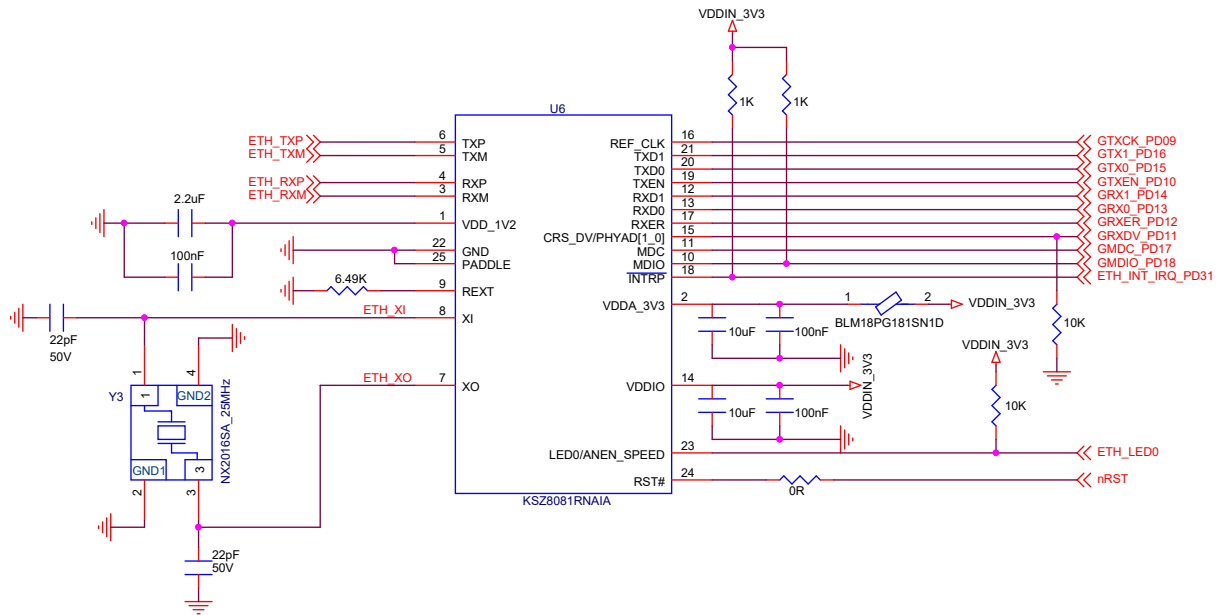 VDDIN_3V3
1K
1K
U6
ETH_TXP
6
TXP
REF_CLK
16
GTXCK_PD09
ETH_TXM
5
TXM
TXD1
21
GTX1_PD16
TXD0
20
GTX0_PD15
ETH_RXP
4
RXP
TXEN
19
GTXEN_PD10
ETH_RXM
3
RXM
RXD1
12
GRX1_PD14
RXD0
13
GRX0_PD13
2.2uF
1
VDD_1V2
RXER
17
GRXER_PD12
CRS_DV/PHYAD[1_0]
15
GRXDV_PD11
100nF
22
GND
MDC
11
GMDC_PD17
25
PADDLE
MDIO
10
GMDIO_PD18
INTRP
18
ETH_INT_IRQ_PD31
6.49K
9
REXT
VDDA_3V3
2
1
2
VDDIN_3V3
BLM18PG181SN1D
ETH_XI
8
XI
22pF
50V
10uF
100nF
10K
VDDIN_3V3
1
4
ETH_XO
7
XO
VDDIO
14
VDDIN_3V3
Y3
1
GND2
NX2016SA_25MHz
10uF
100nF
10K
GND1
3
LED0/ANEN_SPEED
23
ETH_LED0
2
3
RST#
24
0R
nRST
KSZ8081RNAIA
22pF
50V